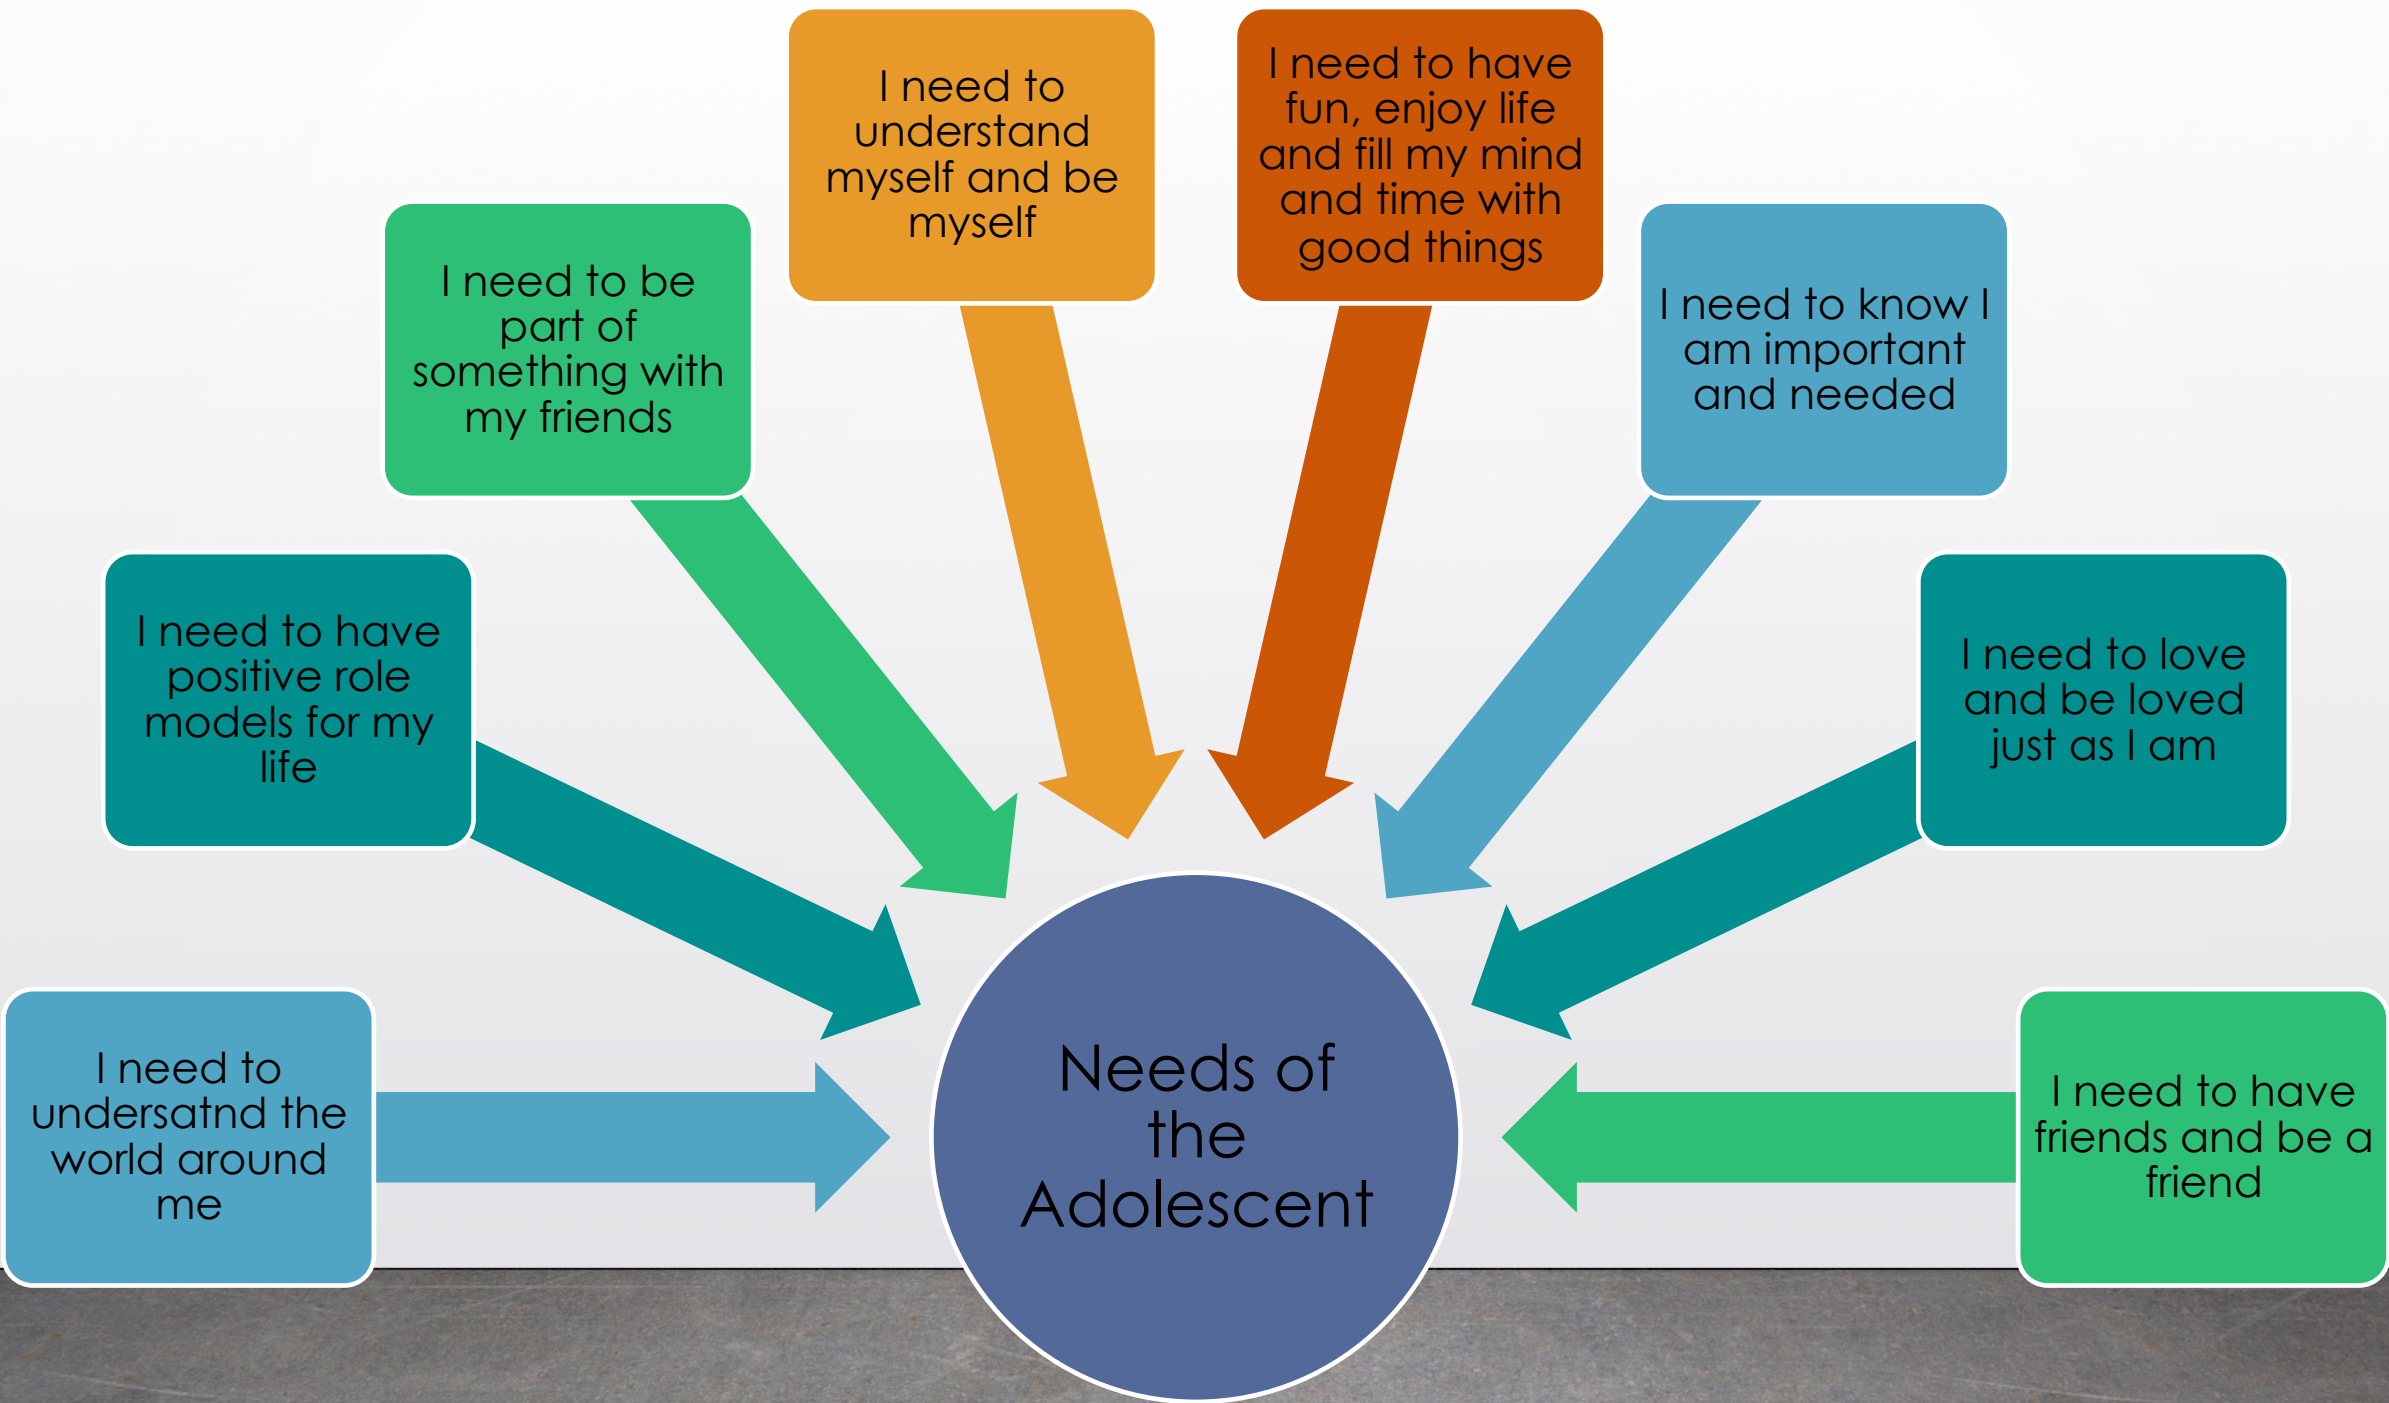 I need to
undersatnd the
world around
me
I need to have
positive role
models for my
life
I need to be
part of
something with
my friends
I need to
understand
myself and be
myself
I need to have
fun, enjoy life
and fill my mind
and time with
good things
I need to know I
am important
and needed
I need to love
and be loved
just as I am
I need to have
friends and be a
friend
Needs of
the
Adolescent